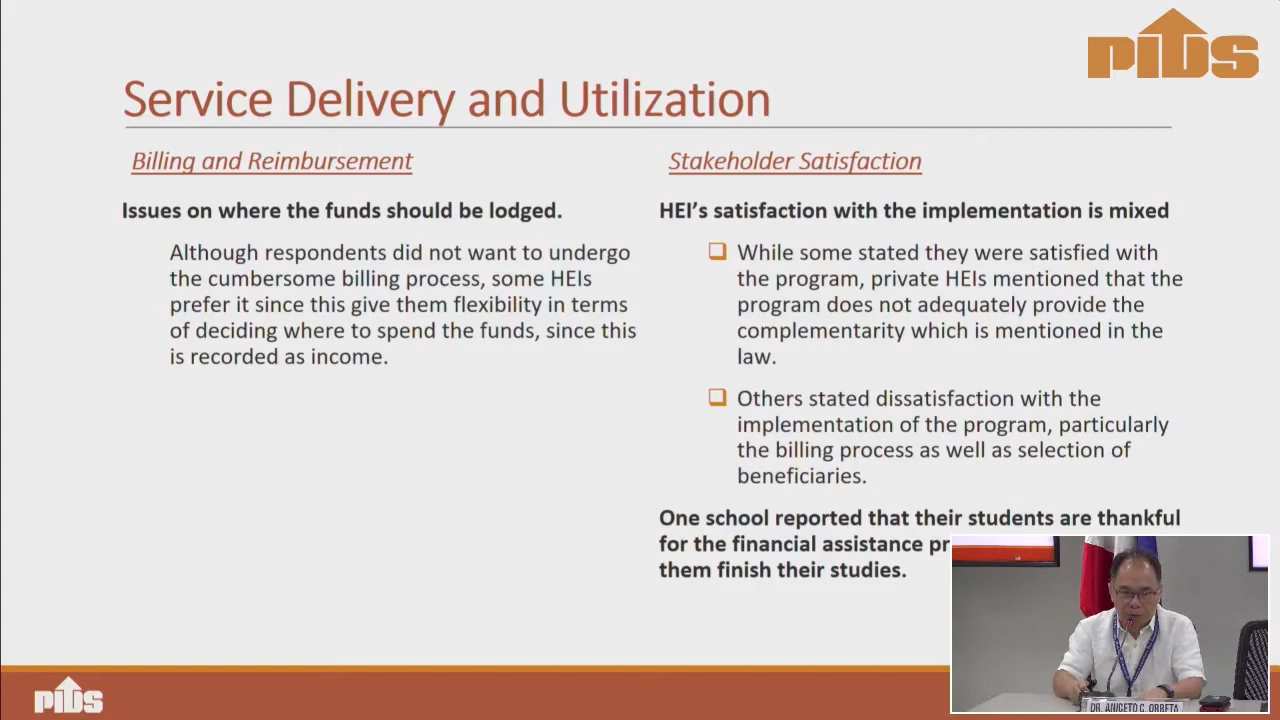 PIDS
Service Delivery and Utilization
Billing and Reimbursement
Issues on where the funds should be lodged.
Although respondents did not want to undergo
the cumbersome billing process, some HEIs
prefer it since this give them flexibility in terms
of deciding where to spend the funds, since this
is recorded as income.
Stakeholder Satisfaction
HEI's satisfaction with the implementation is mixed
While some stated they were satisfied with
the program, private HEIs mentioned that the
program does not adequately provide the
complementarity which is mentioned in the
law.
Others stated dissatisfaction with the
implementation of the program, particularly
the billing process as well as selection of
beneficiaries.
One school reported that their students are thankful
for the financial assistance
them finish their studies.
PIDS
DR. ANICETO C. ORBETA